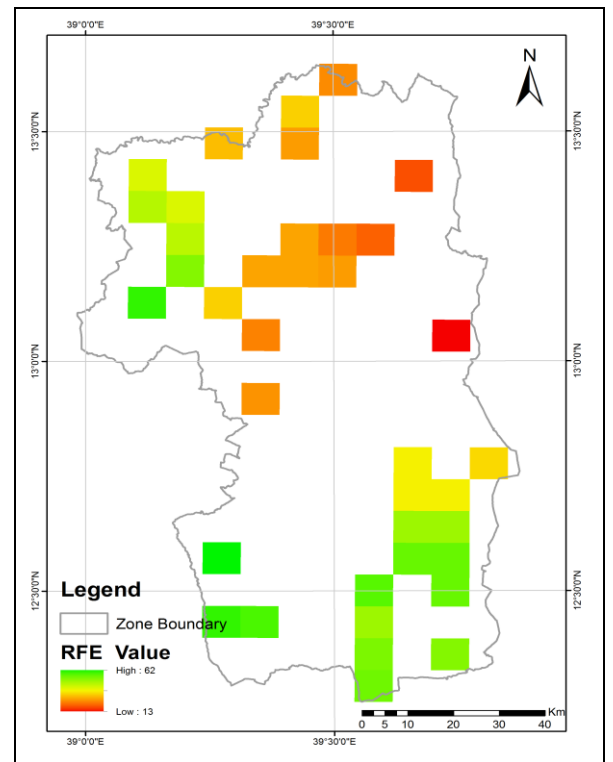 39°0'0"E 39°30'0"E
N
13°30'0"N 13°30'0"N
13°0'0"N 13°0'0"N
12°30'0"N 12°30'0"N
Legend
Zone Boundary
RFE Value
High : 62
Low : 13
Km
0 5 10 20 30 40
39°0'0"E 39°30'0"E